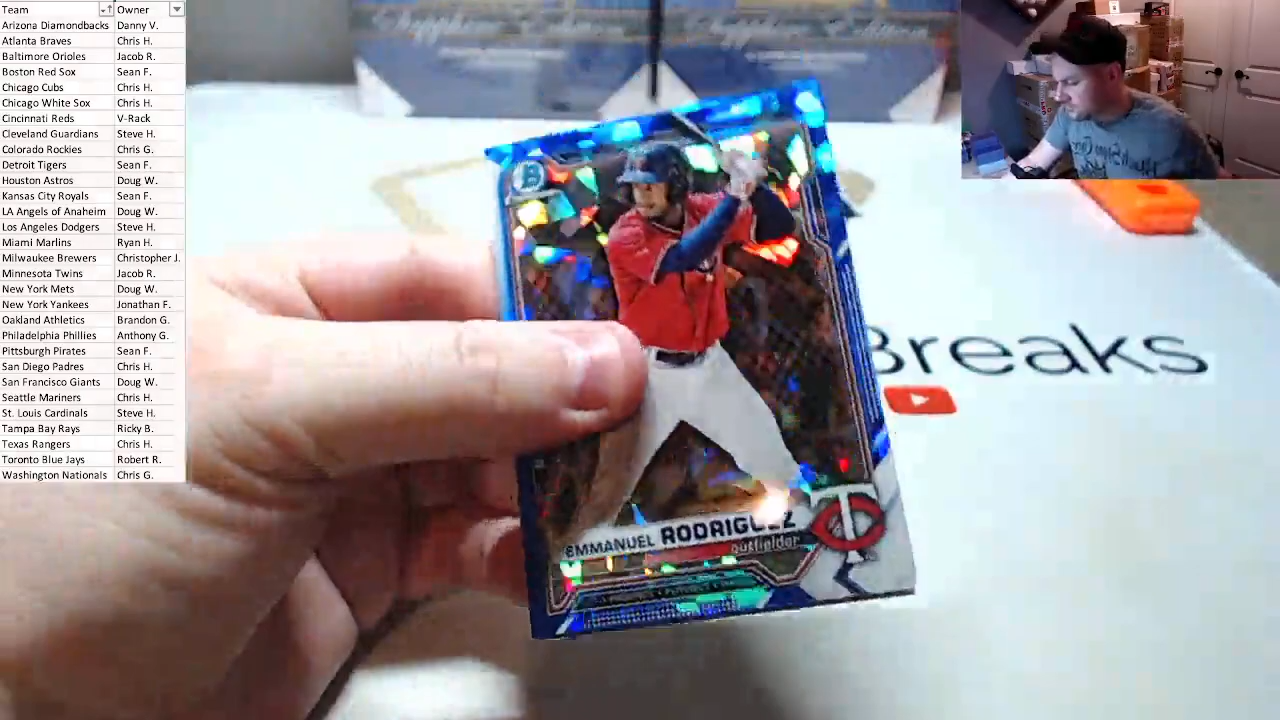 Team Owner
Arizona Diamondbacks Danny V.
Atlanta Braves Chris H.
Baltimore Orioles Jacob R.
Boston Red Sox Sean F.
Chicago Cubs Chris H.
Chicago White Sox Chris H.
Cincinnati Reds V-Rack
Cleveland Guardians Steve H.
Colorado Rockies Chris G.
Detroit Tigers Sean F.
Houston Astros Doug W.
Kansas City Royals Sean F.
LA Angels of Anaheim Doug W.
Los Angeles Dodgers Steve H.
Miami Marlins Ryan H.
Milwaukee Brewers Christopher J.
Minnesota Twins Jacob R.
New York Mets Doug W.
New York Yankees Jonathan F.
Oakland Athletics Brandon G.
Philadelphia Phillies Anthony G.
Pittsburgh Pirates Sean F.
San Diego Padres Chris H.
San Francisco Giants Doug W.
Seattle Mariners Chris H.
St. Louis Cardinals Steve H.
Tampa Bay Rays Ricky B.
Texas Rangers Chris H.
Toronto Blue Jays Robert R.
Washington Nationals Chris G.
Sapphire Edition
Breaks
B
EMMANUEL RODRIGUEZ
outfielder
TC